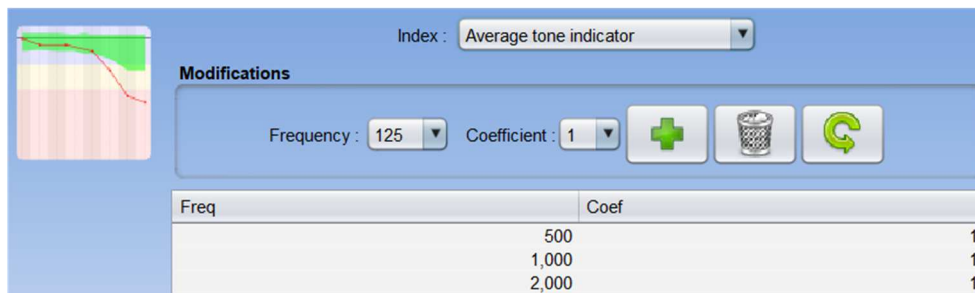 Index : Average tone indicator
Modifications
Frequency : 125 Coefficient : 1
Freq Coef
500 1
1,000 1
2,000 1